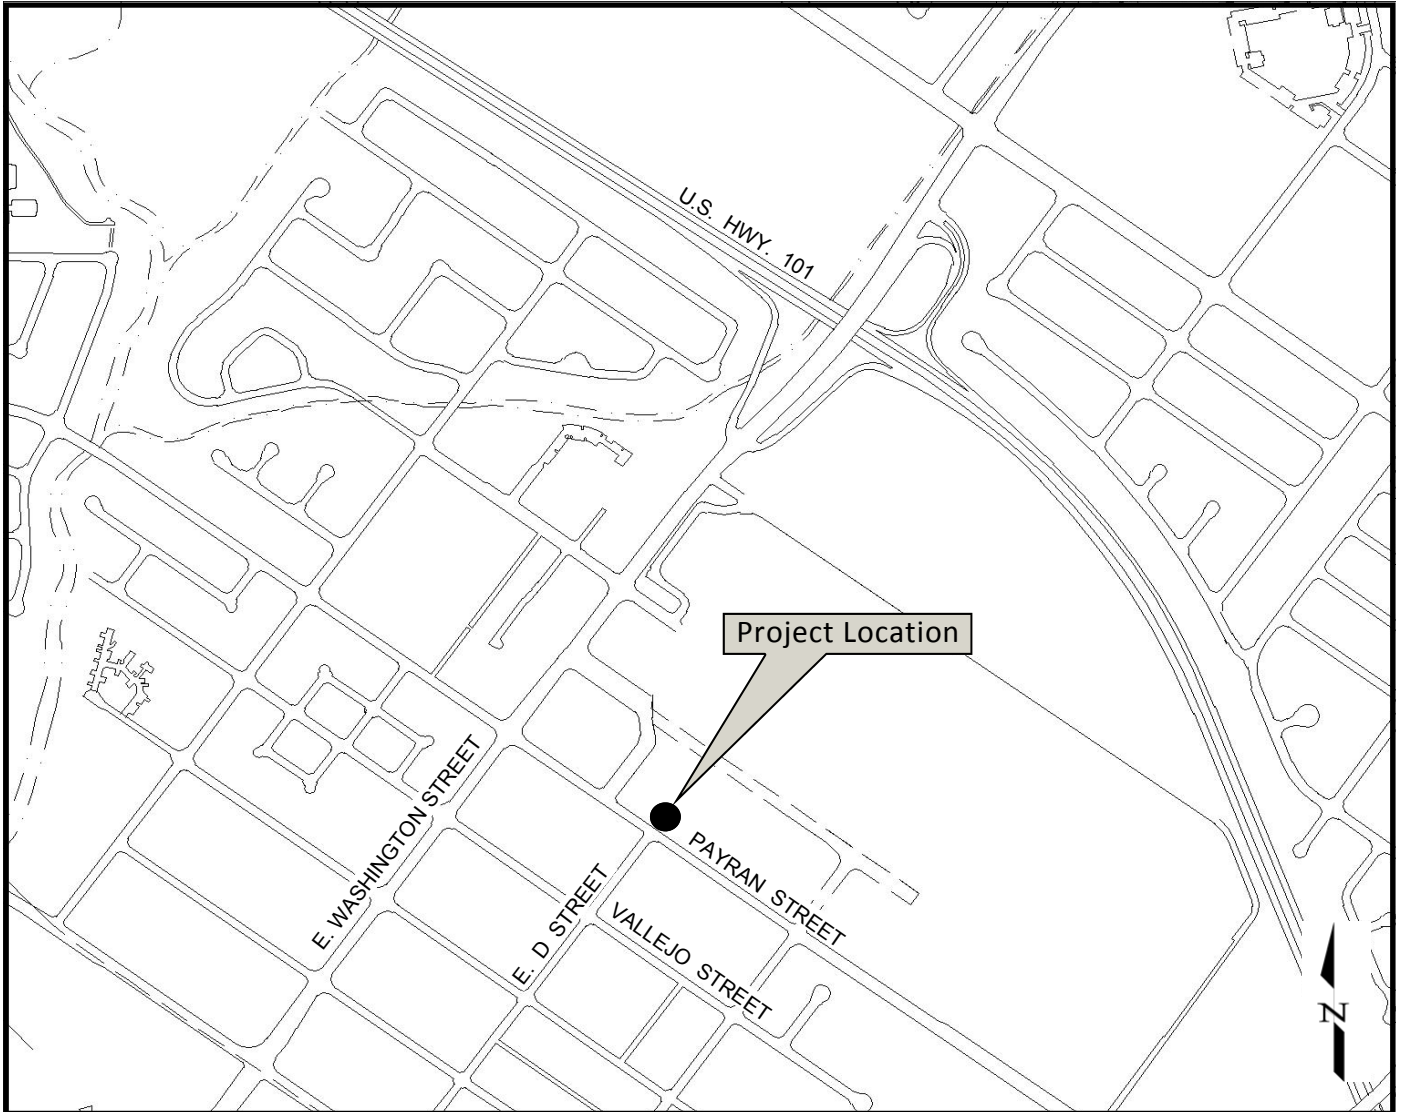 U.S. HWY. 101
Project Location
E. WASHINGTON STREET
PAYRAN STREET
E. D STREET
VALLEJO STREET
N